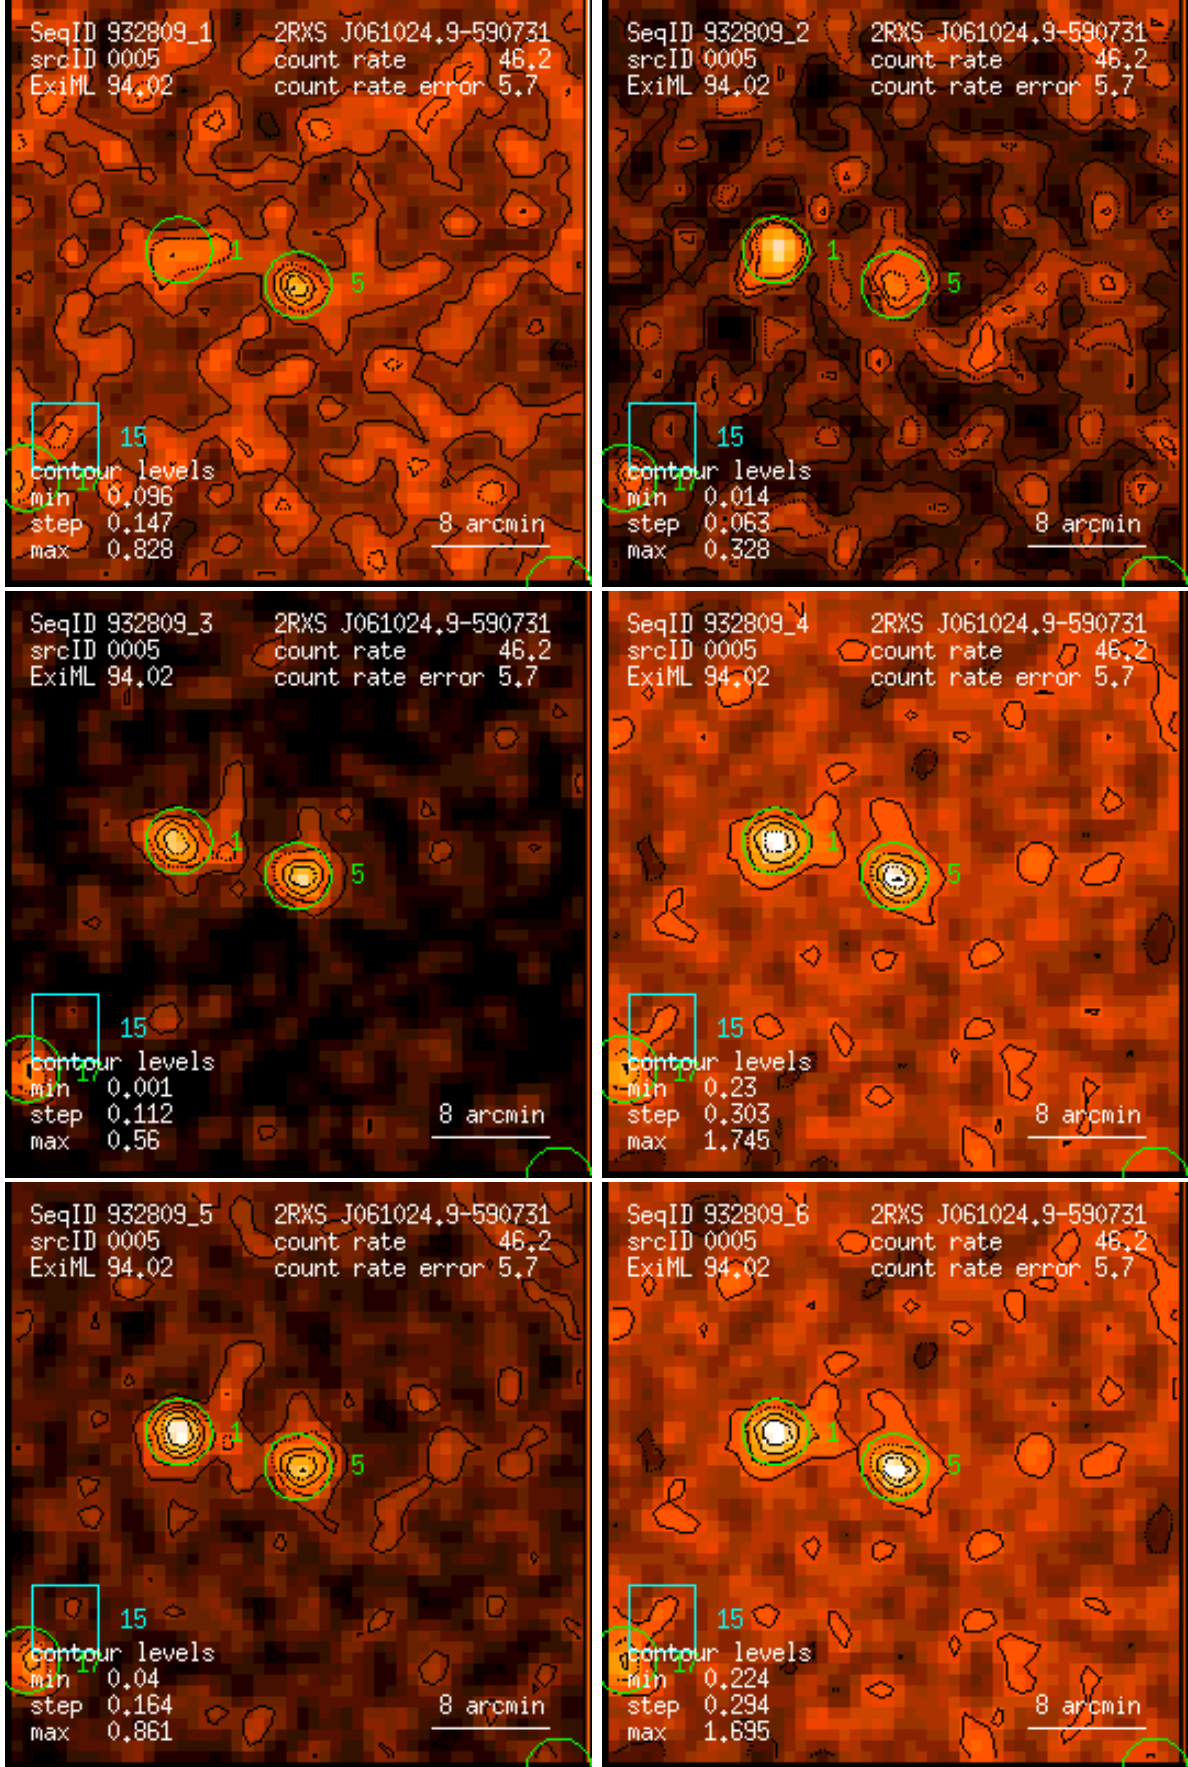 SeqID 932809_1 2RXS J061024.9-590731
srcID 0005 count rate 46.2
ExiML 94.02 count rate error 5.7
1
5
15
contour levels
17
min 0.096
step 0.147 8 arcmin
max 0.828
SeqID 932809_2 2RXS J061024.9-590731
srcID 0005 count rate 46.2
ExiML 94.02 count rate error 5.7
1
5
15
contour levels
17
min 0.014
step 0.063 8 arcmin
max 0.328
SeqID 932809_3 2RXS J061024.9-590731
srcID 0005 count rate 46.2
ExiML 94.02 count rate error 5.7
1
5
15
contour levels
17
min 0.001
step 0.112 8 arcmin
max 0.56
SeqID 932809_4 2RXS J061024.9-590731
srcID 0005 count rate 46.2
ExiML 94.02 count rate error 5.7
1
5
15
contour levels
17
min 0.23
step 0.303 8 arcmin
max 1.745
SeqID 932809_5 2RXS J061024.9-590731
srcID 0005 count rate 46.2
ExiML 94.02 count rate error 5.7
1
5
15
contour levels
17
min 0.04
step 0.164 8 arcmin
max 0.861
SeqID 932809_6 2RXS J061024.9-590731
srcID 0005 count rate 46.2
ExiML 94.02 count rate error 5.7
1
5
15
contour levels
17
min 0.224
step 0.294 8 arcmin
max 1.695